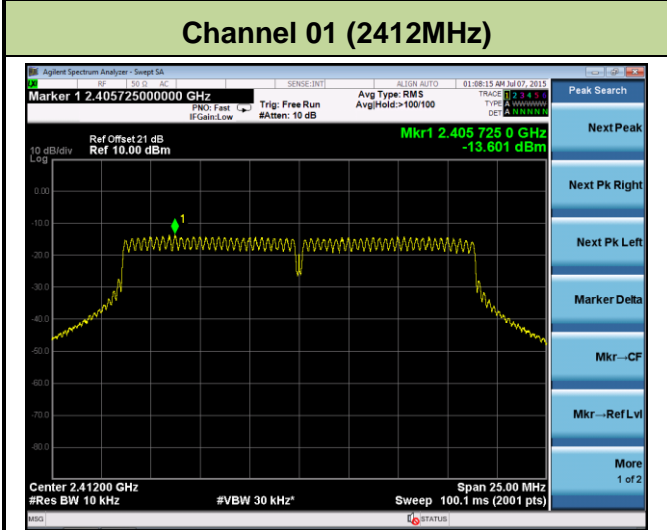 Channel 01 (2412MHz)
Agilent Spectrum Analyzer - Swept SA
RF 50 Ω AC SENSE:INT ALIGN AUTO 01:08:15 AM Jul 07, 2015
Marker 1 2.405725000000 GHz
PNO: Fast
IFGain:Low
Trig: Free Run
#Atten: 10 dB
Avg Type: RMS
Avg|Hold:>100/100
TRACE 1 2 3 4 5 6
TYPE A WWWWW
DET A N N N N N
Peak Search
Mkr1 2.405 725 0 GHz
-13.601 dBm
Ref Offset 21 dB
10 dB/div Ref 10.00 dBm
Log
1
0.00
-10.0
-20.0
-30.0
-40.0
-50.0
-60.0
-70.0
-80.0
Next Peak
Next Pk Right
Next Pk Left
Marker Delta
Mkr→CF
Mkr→Ref Lvl
More
1 of 2
Center 2.41200 GHz Span 25.00 MHz
#Res BW 10 kHz #VBW 30 kHz* Sweep 100.1 ms (2001 pts)
MSG STATUS